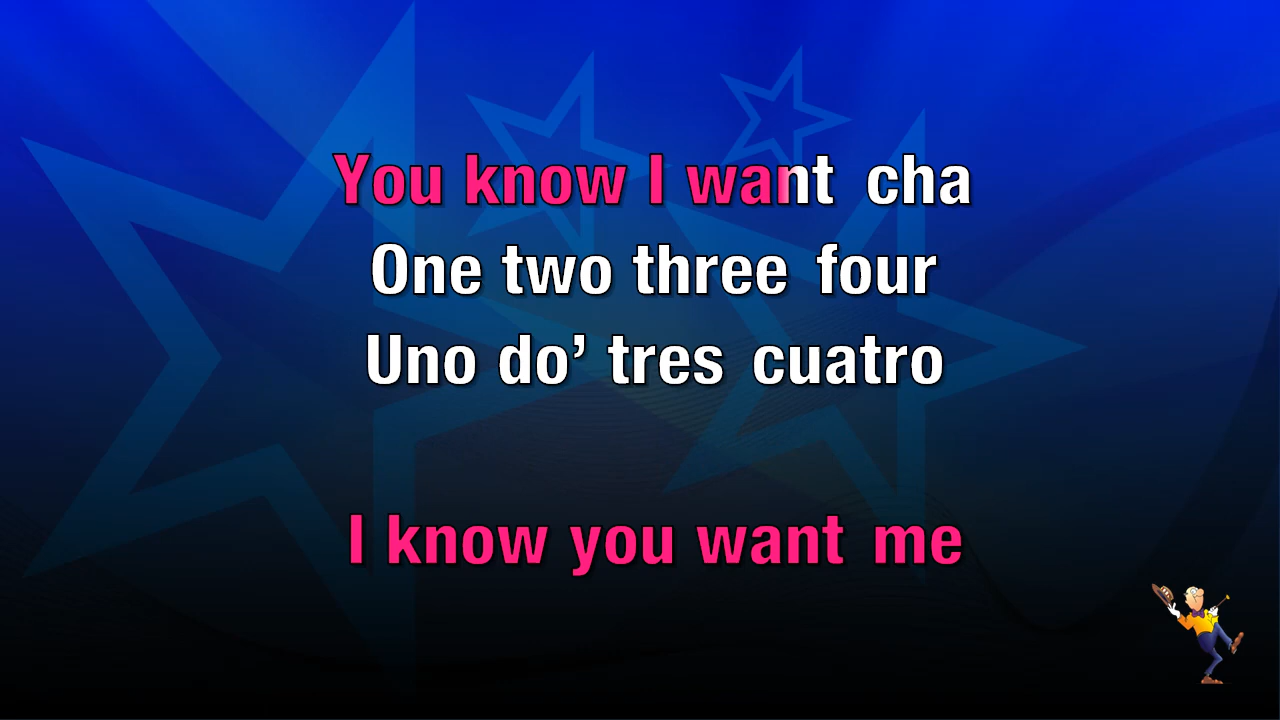 You know I want cha
One two three four
Uno do’ tres cuatro
I know you want me